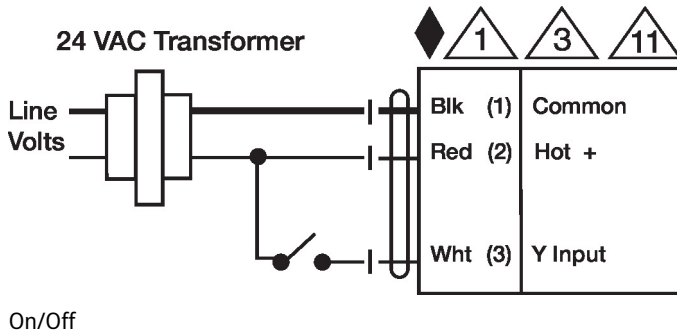 1 3 11
24 VAC Transformer
Line Volts
Blk (1) Common
Red (2) Hot +
Wht (3) Y Input
On/Off